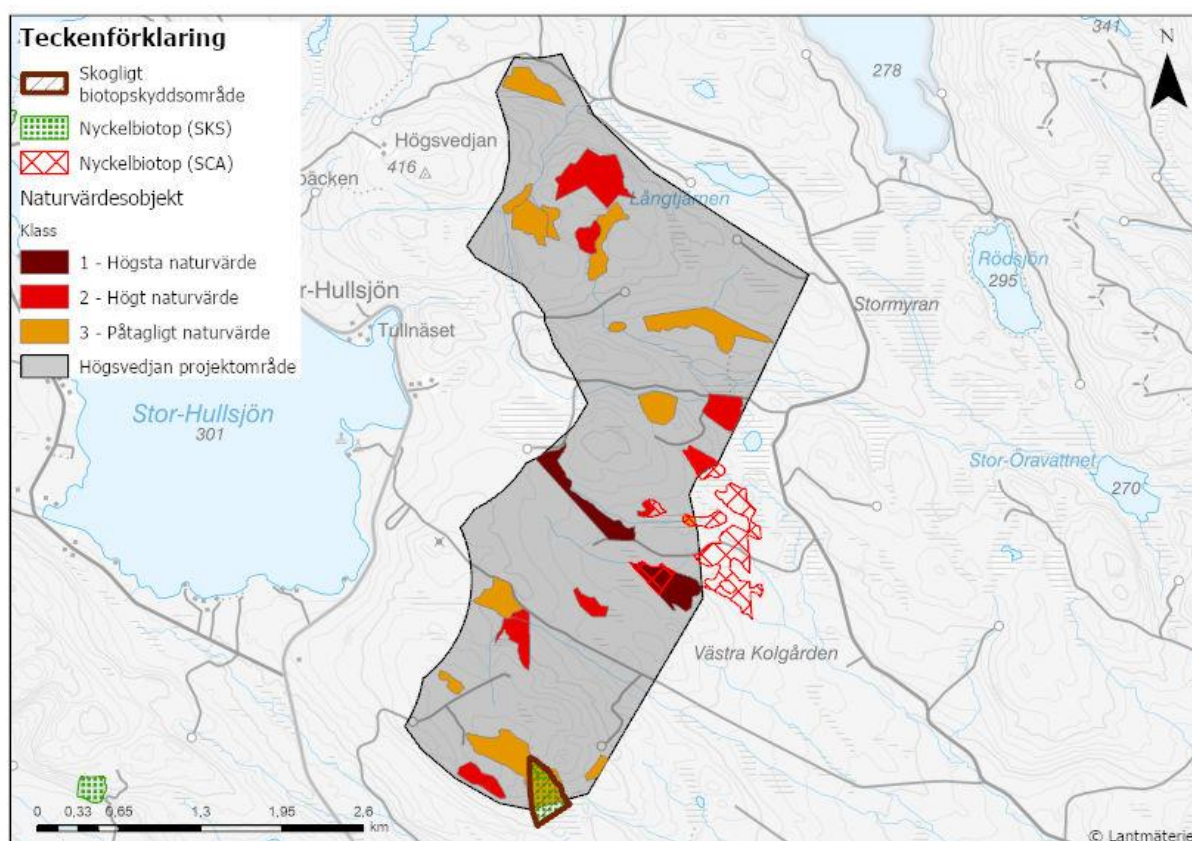 Teckenförklaring
Skogligt
biotopskyddsområde
Nyckelbiotop (SKS)
Nyckelbiotop (SCA)
Naturvärdesobjekt
Klass
1 - Högsta naturvärde
2 - Högt naturvärde
3 - Påtagligt naturvärde
Högsvedjan projektområde
N
341
278
Högsvedjan
416
bäcken
Långtjärnen
Rödsjön
295
Stormyran
r-Hullsjön
Tullnäset
Stor-Hullsjön
301
Stor-Öravattnet
270
Västra Kolgården
0 0,33 0,65 1,3 1,95 2,6
km
© Lantmäterie